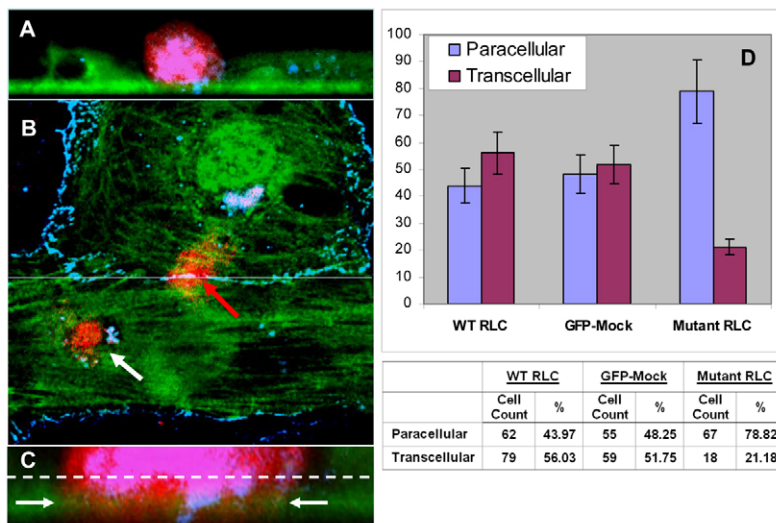 A
B
C
D
Paracellular
Transcellular
100
90
80
70
60
50
40
30
20
10
0
WT RLC
GFP-Mock
Mutant RLC
WT RLC GFP-Mock Mutant RLC
Cell Count % Cell Count % Cell Count %
Paracellular 62 43.97 55 48.25 67 78.82
Transcellular 79 56.03 59 51.75 18 21.18